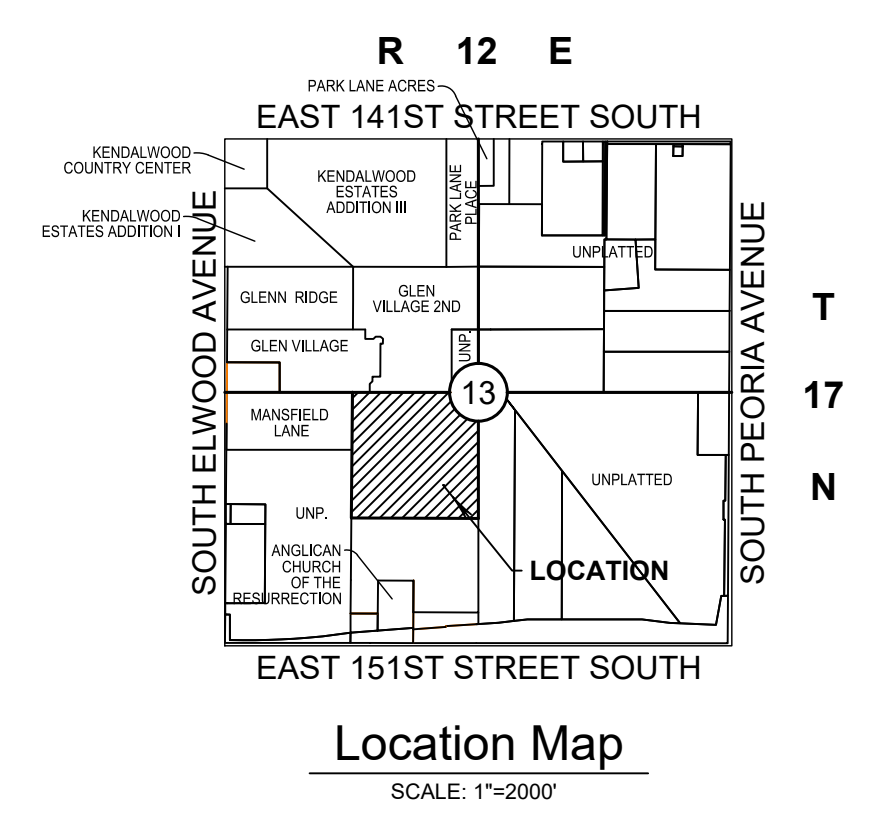 R 12 E
PARK LANE ACRES
EAST 141ST STREET SOUTH
KENDALWOOD
COUNTRY CENTER
KENDALWOOD
ESTATES
ADDITION III
PARK LANE
PLACE
KENDALWOOD
ESTATES ADDITION I
UNPLATTED
SOUTH ELWOOD AVENUE
SOUTH PEORIA AVENUE
GLENN RIDGE
GLEN
VILLAGE 2ND
T
GLEN VILLAGE
UNP.
13
17
MANSFIELD
LANE
UNPLATTED
N
UNP.
ANGLICAN
CHURCH
OF THE
RESURRECTION
LOCATION
EAST 151ST STREET SOUTH
Location Map
SCALE: 1"=2000'